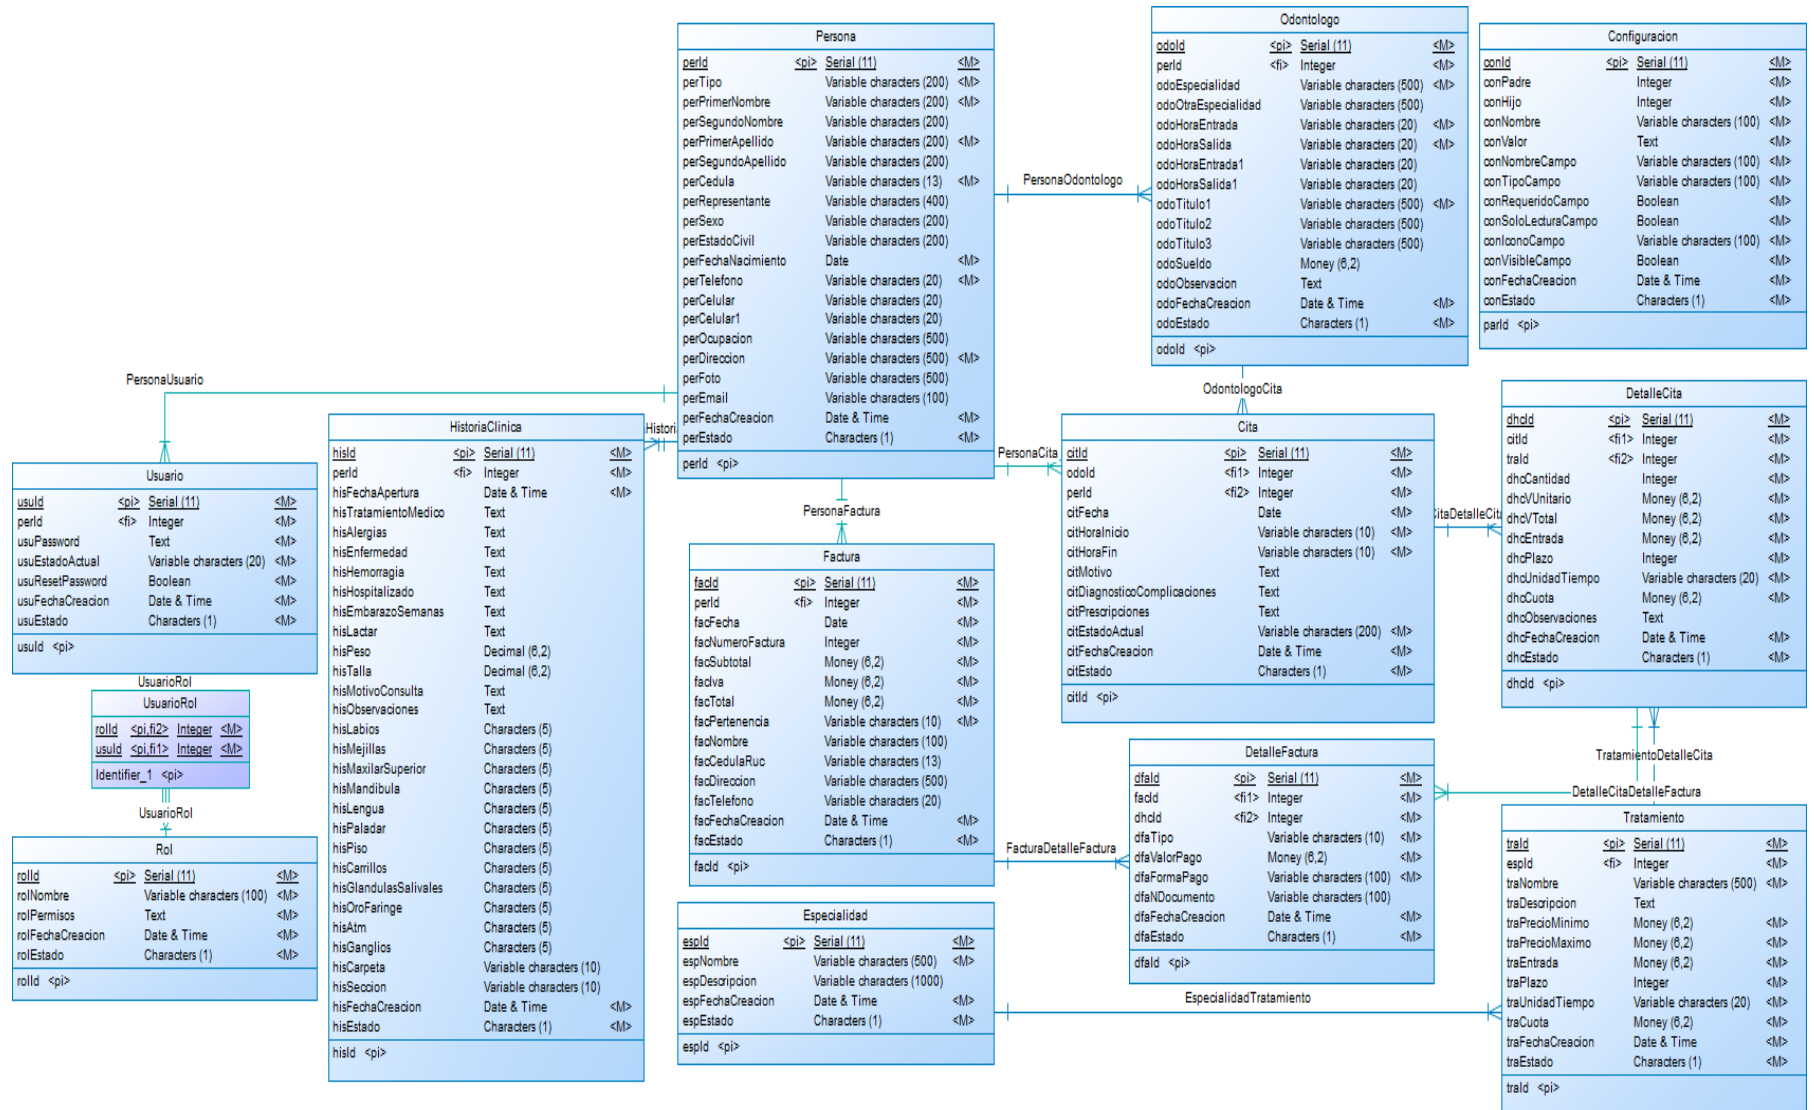 Persona
perId <pi> Serial (11) <M>
perTipo Variable characters (200) <M>
perPrimerNombre Variable characters (200) <M>
perSegundoNombre Variable characters (200)
perPrimerApellido Variable characters (200) <M>
perSegundoApellido Variable characters (200)
perCedula Variable characters (13) <M>
perRepresentante Variable characters (400)
perSexo Variable characters (200)
perEstadoCivil Variable characters (200)
perFechaNacimiento Date <M>
perTelefono Variable characters (20) <M>
perCelular Variable characters (20)
perCelular1 Variable characters (20)
perOcupacion Variable characters (500)
perDireccion Variable characters (500) <M>
perFoto Variable characters (500)
perEmail Variable characters (100)
perFechaCreacion Date & Time <M>
perEstado Characters (1) <M>
perId <pi>
Odontologo
odoId <pi> Serial (11) <M>
perId <fi> Integer <M>
odoEspecialidad Variable characters (500) <M>
odoOtraEspecialidad Variable characters (500)
odoHoraEntrada Variable characters (20) <M>
odoHoraSalida Variable characters (20) <M>
odoHoraEntrada1 Variable characters (20)
odoHoraSalida1 Variable characters (20)
odoTitulo1 Variable characters (500) <M>
odoTitulo2 Variable characters (500)
odoTitulo3 Variable characters (500)
odoSueldo Money (6,2)
odoObservacion Text
odoFechaCreacion Date & Time <M>
odoEstado Characters (1) <M>
odoId <pi>
Configuracion
conId <pi> Serial (11) <M>
conPadre Integer <M>
conHijo Integer <M>
conNombre Variable characters (100) <M>
conValor Text <M>
conNombreCampo Variable characters (100) <M>
conTipoCampo Variable characters (100) <M>
conRequeridoCampo Boolean <M>
conSoloLecturaCampo Boolean <M>
conIconoCampo Variable characters (100) <M>
conVisibleCampo Boolean <M>
conFechaCreacion Date & Time <M>
conEstado Characters (1) <M>
parId <pi>
PersonaOdontologo
PersonaUsuario
Histori
PersonaCita
OdontologoCita
PersonaFactura
CitaDetalleCita
Usuario
usuId <pi> Serial (11) <M>
perId <fi> Integer <M>
usuPassword Text <M>
usuEstadoActual Variable characters (20) <M>
usuResetPassword Boolean <M>
usuFechaCreacion Date & Time <M>
usuEstado Characters (1) <M>
usuId <pi>
UsuarioRol
UsuarioRol
rolId <pi,fi2> Integer <M>
usuId <pi,fi1> Integer <M>
Identifier_1 <pi>
UsuarioRol
Rol
rolId <pi> Serial (11) <M>
rolNombre Variable characters (100) <M>
rolPermisos Text <M>
rolFechaCreacion Date & Time <M>
rolEstado Characters (1) <M>
rolId <pi>
HistoriaClinica
hisId <pi> Serial (11) <M>
perId <fi> Integer <M>
hisFechaApertura Date & Time <M>
hisTratamientoMedico Text
hisAlergias Text
hisEnfermedad Text
hisHemorragia Text
hisHospitalizado Text
hisEmbarazoSemanas Text
hisLactar Text
hisPeso Decimal (6,2)
hisTalla Decimal (6,2)
hisMotivoConsulta Text
hisObservaciones Text
hisLabios Characters (5)
hisMejillas Characters (5)
hisMaxilarSuperior Characters (5)
hisMandibula Characters (5)
hisLengua Characters (5)
hisPaladar Characters (5)
hisPiso Characters (5)
hisCarrillos Characters (5)
hisGlandulasSalivales Characters (5)
hisOroFaringe Characters (5)
hisAtm Characters (5)
hisGanglios Characters (5)
hisCarpeta Variable characters (10)
hisSeccion Variable characters (10)
hisFechaCreacion Date & Time <M>
hisEstado Characters (1) <M>
hisId <pi>
Factura
facId <pi> Serial (11) <M>
perId <fi> Integer <M>
facFecha Date <M>
facNumeroFactura Integer <M>
facSubtotal Money (6,2) <M>
facIva Money (6,2) <M>
facTotal Money (6,2) <M>
facPertenencia Variable characters (10) <M>
facNombre Variable characters (100)
facCedulaRuc Variable characters (13)
facDireccion Variable characters (500)
facTelefono Variable characters (20)
facFechaCreacion Date & Time <M>
facEstado Characters (1) <M>
facId <pi>
Cita
citId <pi> Serial (11) <M>
odoId <fi1> Integer <M>
perId <fi2> Integer <M>
citFecha Date <M>
citHoraInicio Variable characters (10) <M>
citHoraFin Variable characters (10) <M>
citMotivo Text
citDiagnosticoComplicaciones Text
citPrescripciones Text
citEstadoActual Variable characters (200) <M>
citFechaCreacion Date & Time <M>
citEstado Characters (1) <M>
citId <pi>
DetalleCita
dhcId <pi> Serial (11) <M>
citId <fi1> Integer <M>
traId <fi2> Integer <M>
dhcCantidad Integer <M>
dhcVUnitario Money (6,2) <M>
dhcVTotal Money (6,2) <M>
dhcEntrada Money (6,2) <M>
dhcPlazo Integer <M>
dhcUnidadTiempo Variable characters (20) <M>
dhcCuota Money (6,2) <M>
dhcObservaciones Text
dhcFechaCreacion Date & Time <M>
dhcEstado Characters (1) <M>
dhcId <pi>
TratamientoDetalleCita
DetalleCitaDetalleFactura
FacturaDetalleFactura
EspecialidadTratamiento
DetalleFactura
dfaId <pi> Serial (11) <M>
facId <fi1> Integer <M>
dhcId <fi2> Integer <M>
dfaTipo Variable characters (10) <M>
dfaValorPago Money (6,2) <M>
dfaFormaPago Variable characters (100) <M>
dfaNDocumento Variable characters (100)
dfaFechaCreacion Date & Time <M>
dfaEstado Characters (1) <M>
dfaId <pi>
Especialidad
espId <pi> Serial (11) <M>
espNombre Variable characters (500) <M>
espDescripcion Variable characters (1000)
espFechaCreacion Date & Time <M>
espEstado Characters (1) <M>
espId <pi>
Tratamiento
traId <pi> Serial (11) <M>
espId <fi> Integer <M>
traNombre Variable characters (500) <M>
traDescripcion Text
traPrecioMinimo Money (6,2) <M>
traPrecioMaximo Money (6,2) <M>
traEntrada Money (6,2) <M>
traPlazo Integer <M>
traUnidadTiempo Variable characters (20) <M>
traCuota Money (6,2) <M>
traFechaCreacion Date & Time <M>
traEstado Characters (1) <M>
traId <pi>